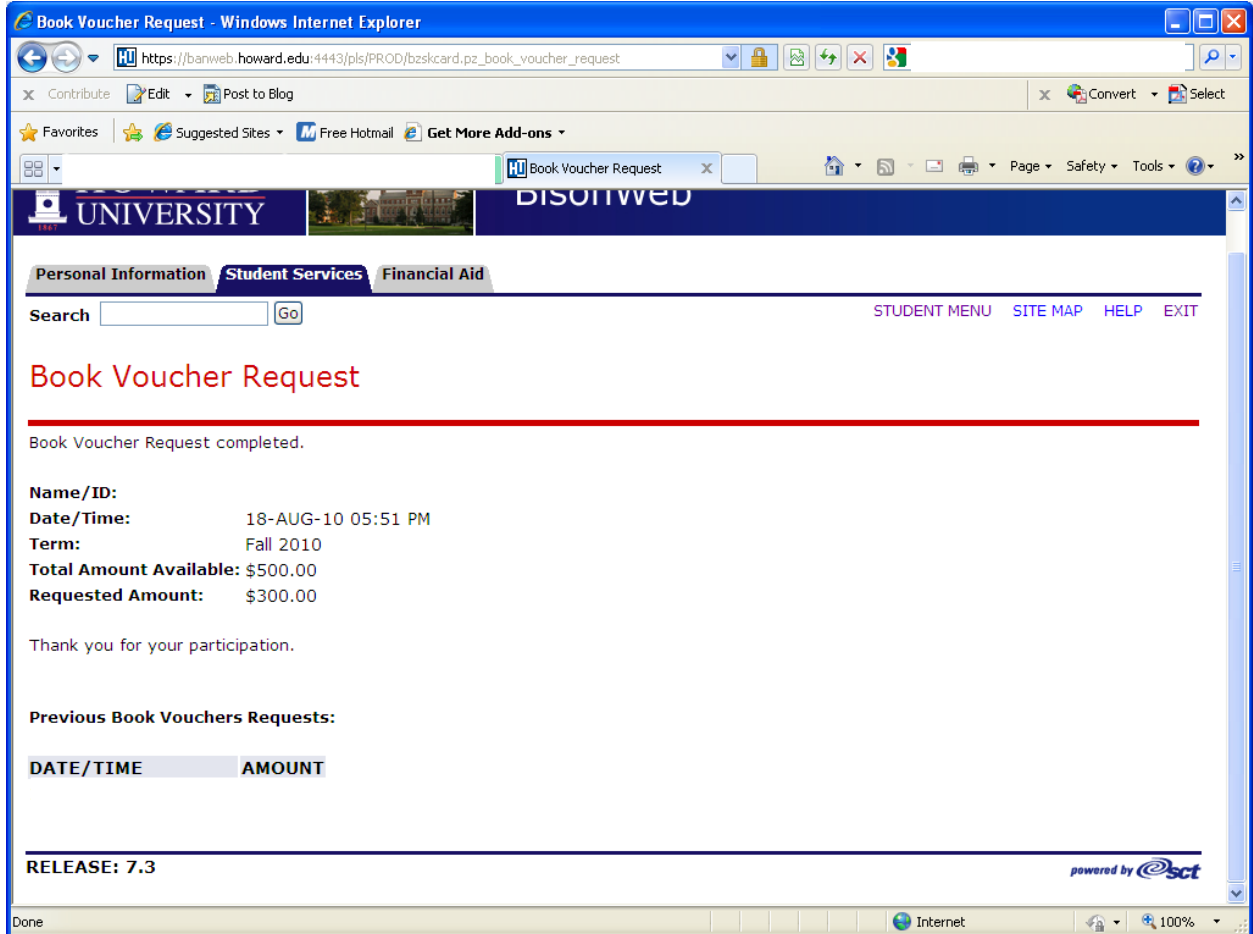 Book Voucher Request - Windows Internet Explorer
HU https://banweb.howard.edu:4443/pls/PROD/bzskcard.pz_book_voucher_request
x Contribute Edit Post to Blog x Convert Select
Favorites Suggested Sites Free Hotmail Get More Add-ons
HU Book Voucher Request x Page Safety Tools »
HOWARD
UNIVERSITY
1867
BisonWeb
Personal Information Student Services Financial Aid
Search Go STUDENT MENU SITE MAP HELP EXIT
Book Voucher Request
Book Voucher Request completed.
Name/ID:
Date/Time: 18-AUG-10 05:51 PM
Term: Fall 2010
Total Amount Available: $500.00
Requested Amount: $300.00
Thank you for your participation.
Previous Book Vouchers Requests:
DATE/TIME AMOUNT
RELEASE: 7.3 powered by sct
Done Internet 100%